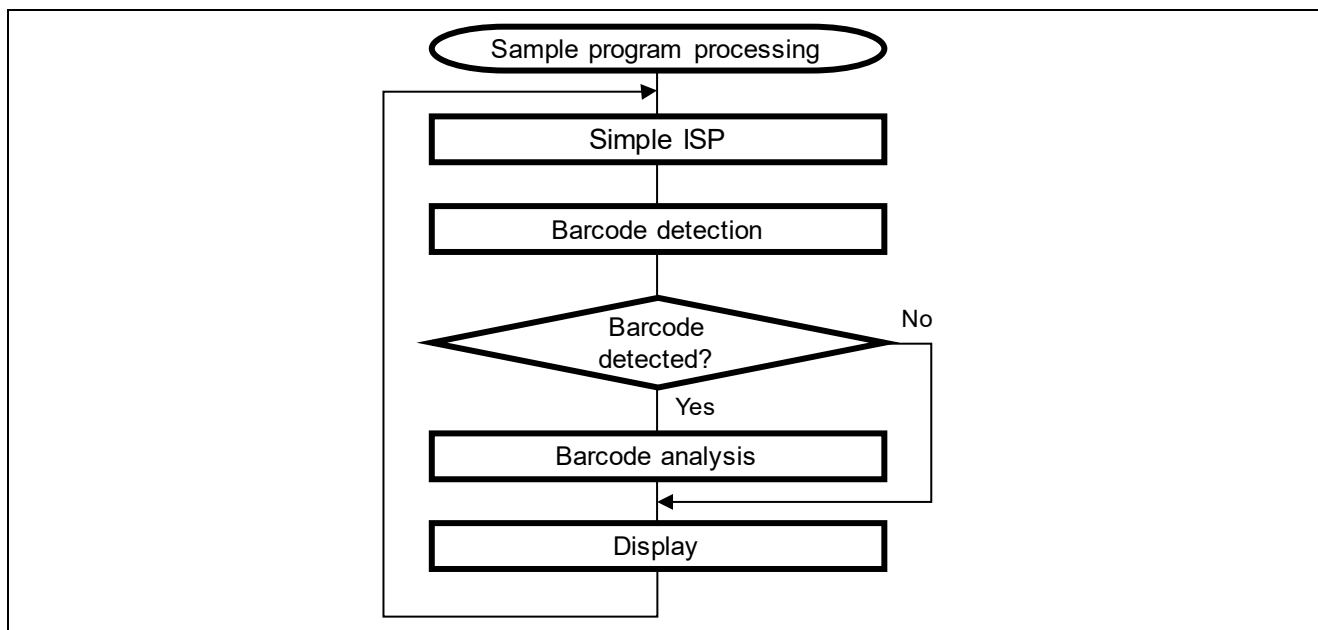 Sample program processing
Simple ISP
Barcode detection
Barcode
detected?
No
Yes
Barcode analysis
Display